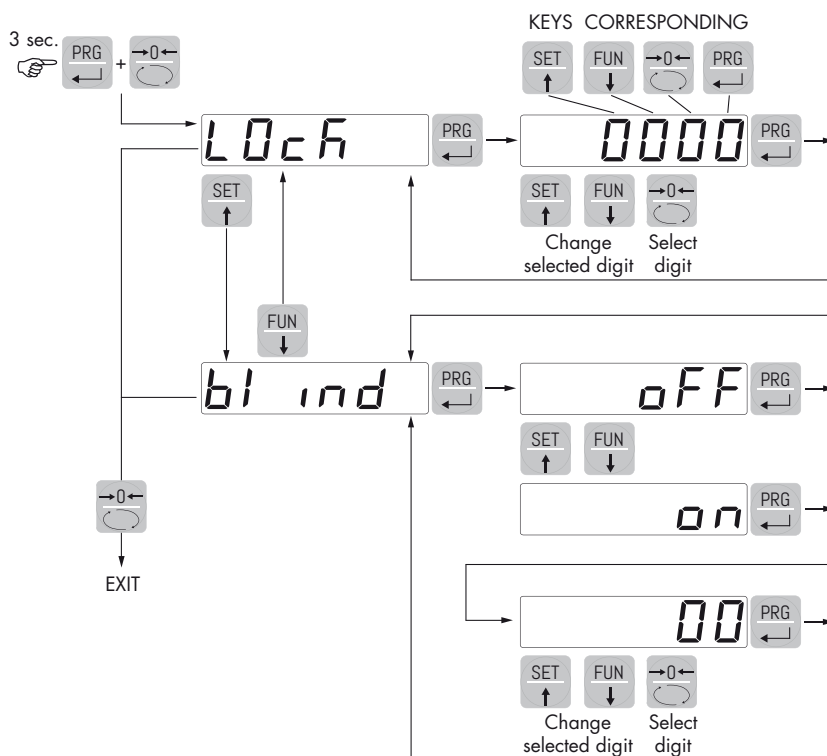 KEYS CORRESPONDING
3 sec.
PRG
+
→0←
SET
FUN
→0←
PRG
LOcK
PRG
0000
PRG
SET
SET
FUN
→0←
Change
selected digit
Select
digit
FUN
bl ind
PRG
oFF
PRG
SET
FUN
→0←
on
PRG
EXIT
00
PRG
SET
FUN
→0←
Change
selected digit
Select
digit